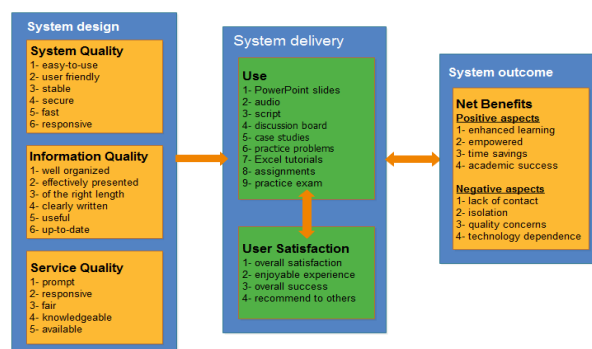 System design
System Quality
1- easy-to-use
2- user friendly
3- stable
4- secure
5- fast
6- responsive
Information Quality
1- well organized
2- effectively presented
3- of the right length
4- clearly written
5- useful
6- up-to-date
Service Quality
1- prompt
2- responsive
3- fair
4- knowledgeable
5- available
System delivery
Use
1- PowerPoint slides
2- audio
3- script
4- discussion board
5- case studies
6- practice problems
7- Excel tutorials
8- assignments
9- practice exam
User Satisfaction
1- overall satisfaction
2- enjoyable experience
3- overall success
4- recommend to others
System outcome
Net Benefits
Positive aspects
1- enhanced learning
2- empowered
3- time savings
4- academic success
Negative aspects
1- lack of contact
2- isolation
3- quality concerns
4- technology dependence